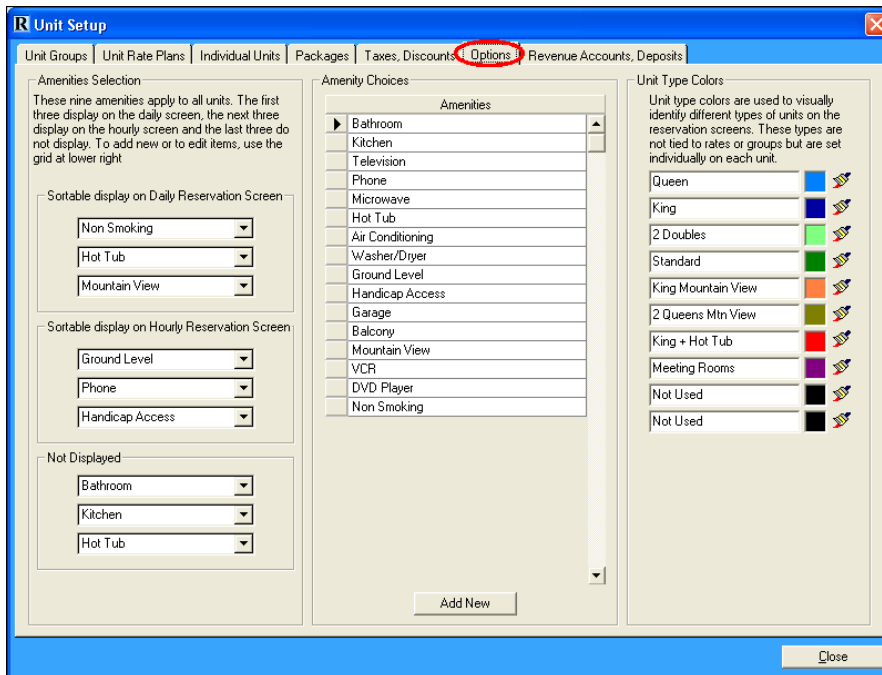 R Unit Setup
Unit Groups
Unit Rate Plans
Individual Units
Packages
Taxes, Discounts
Options
Revenue Accounts, Deposits
Amenities Selection
These nine amenities apply to all units. The first
three display on the daily screen, the next three
display on the hourly screen and the last three do
not display. To add new or to edit items, use the
grid at lower right
Sortable display on Daily Reservation Screen
Non Smoking
Hot Tub
Mountain View
Sortable display on Hourly Reservation Screen
Ground Level
Phone
Handicap Access
Not Displayed
Bathroom
Kitchen
Hot Tub
Amenity Choices
Amenities
Bathroom
Kitchen
Television
Phone
Microwave
Hot Tub
Air Conditioning
Washer/Dryer
Ground Level
Handicap Access
Garage
Balcony
Mountain View
VCR
DVD Player
Non Smoking
Add New
Unit Type Colors
Unit type colors are used to visually
identify different types of units on the
reservation screens. These types are
not tied to rates or groups but are set
individually on each unit.
Queen
King
2 Doubles
Standard
King Mountain View
2 Queens Mtn View
King + Hot Tub
Meeting Rooms
Not Used
Not Used
Close